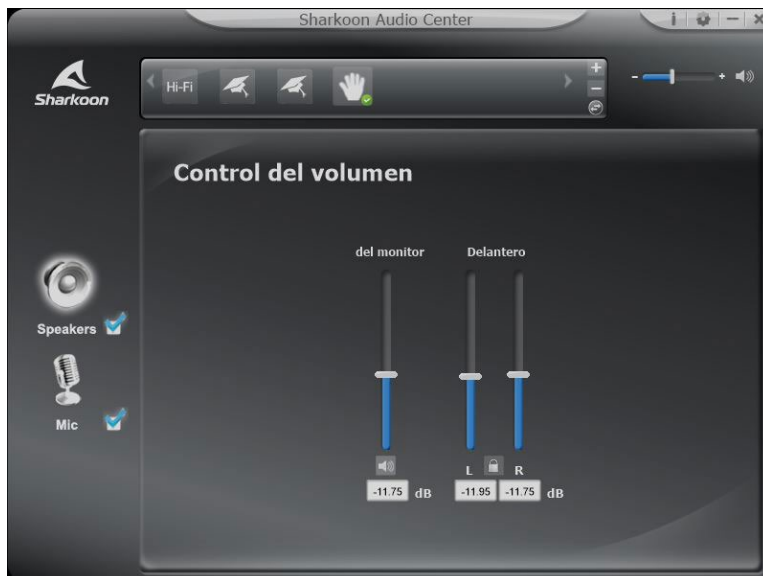 Sharkoon Audio Center
Sharkoon
Hi-Fi
Control del volumen
del monitor
Delantero
Speakers
Mic
L
R
-11.75 dB
-11.95
-11.75 dB